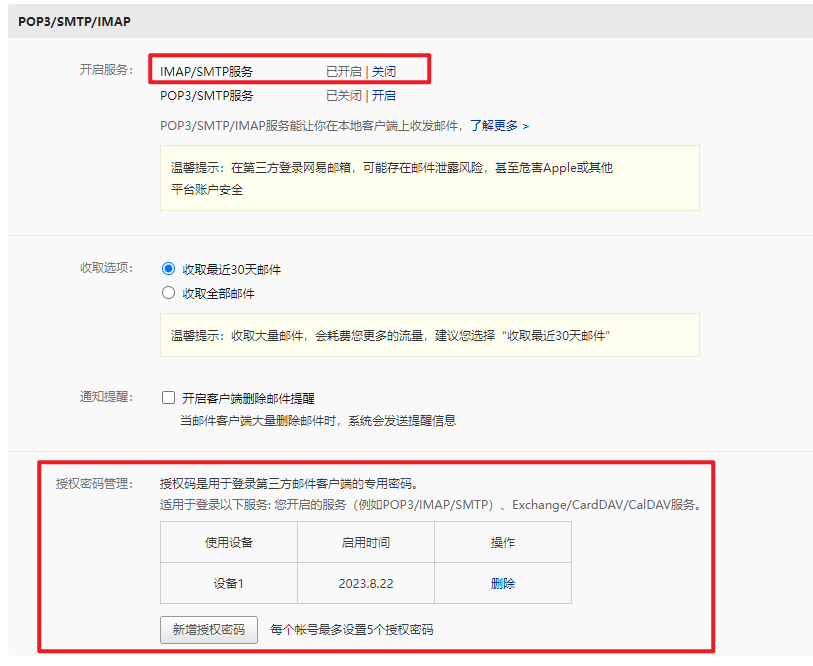 POP3/SMTP/IMAP
开启服务：
IMAP/SMTP服务 已开启 | 关闭
POP3/SMTP服务 已关闭 | 开启
POP3/SMTP/IMAP服务能让你在本地客户端上收发邮件，了解更多 >
温馨提示：在第三方登录网易邮箱，可能存在邮件泄露风险，甚至危害Apple或其他
平台账户安全
收取选项：
收取最近30天邮件
收取全部邮件
温馨提示：收取大量邮件，会耗费您更多的流量，建议您选择“收取最近30天邮件”
通知提醒：
开启客户端删除邮件提醒
当邮件客户端大量删除邮件时，系统会发送提醒信息
授权密码管理：
授权码是用于登录第三方邮件客户端的专用密码。
适用于登录以下服务: 您开启的服务（例如POP3/IMAP/SMTP）、Exchange/CardDAV/CalDAV服务。
使用设备 启用时间 操作
设备1 2023.8.22 删除
新增授权密码 每个帐号最多设置5个授权密码